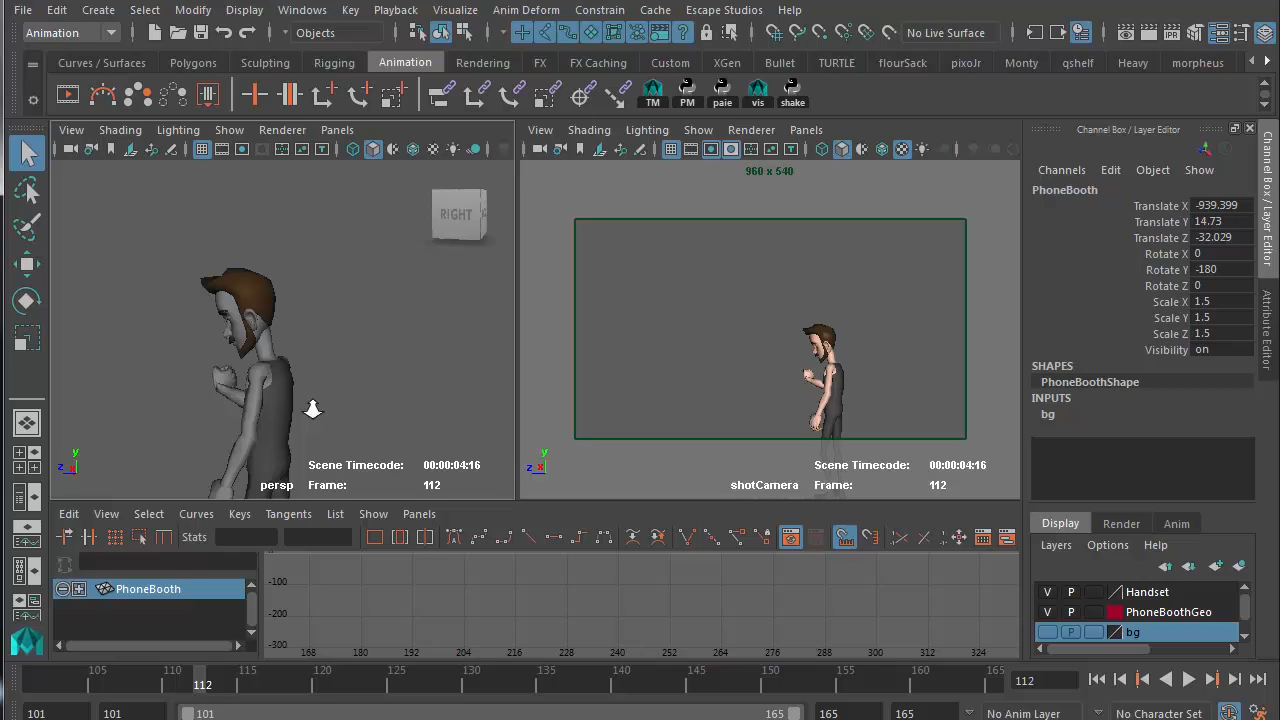 File Edit Create Select Modify Display Windows Key Playback Visualize Anim Deform Constrain Cache Escape Studios Help
Animation Objects No Live Surface
Curves / Surfaces Polygons Sculpting Rigging Animation Rendering FX FX Caching Custom XGen Bullet TURTLE flourSack pixoJr Monty qshelf Heavy morpheus
TM PM paie vis shake
View Shading Lighting Show Renderer Panels
View Shading Lighting Show Renderer Panels
Channel Box / Layer Editor
960 x 540
RIGHT
Channels Edit Object Show
PhoneBooth
Translate X -939.399
Translate Y 14.73
Translate Z -32.029
Rotate X 0
Rotate Y -180
Rotate Z 0
Scale X 1.5
Scale Y 1.5
Scale Z 1.5
Visibility on
SHAPES
PhoneBoothShape
INPUTS
bg
Channel Box / Layer Editor
Attribute Editor
y
z x
Scene Timecode: 00:00:04:16
persp Frame: 112
y
z x
Scene Timecode: 00:00:04:16
shotCamera Frame: 112
View Select Curves Keys Tangents List Show Panels
Stats
PhoneBooth
-100
-200
-300
168 180 192 204 216 228 240 252 264 276 288 300 312 324
Display Render Anim
Layers Options Help
V P Handset
V P PhoneBoothGeo
P bg
105 110 115 120 125 130 135 140 145 150 155 160 165
112
112
101 101 101 165 165 165 No Anim Layer No Character Set